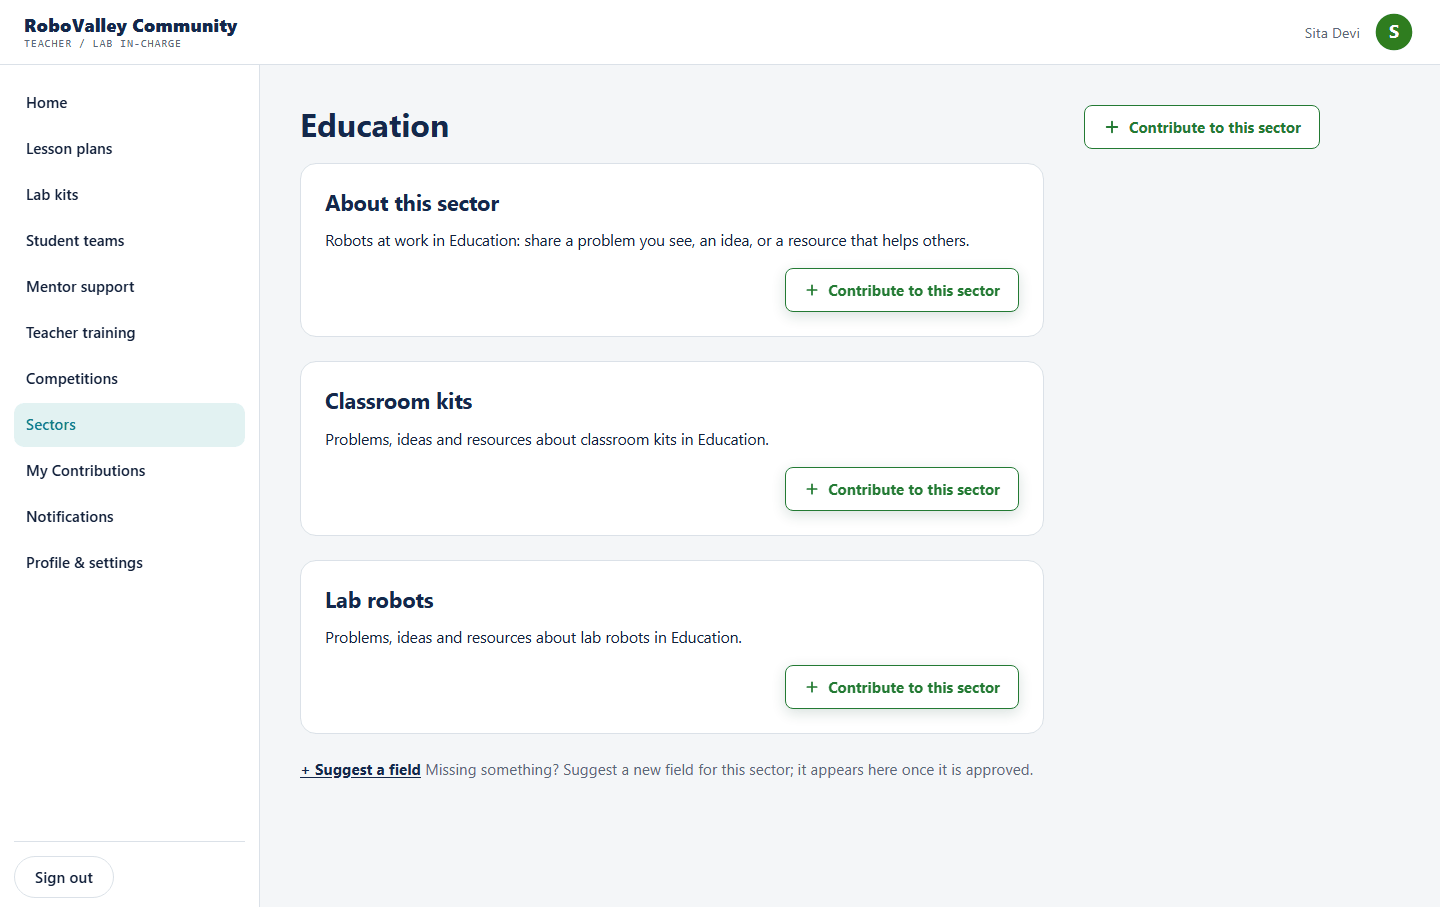 RoboValley Community
TEACHER / LAB IN-CHARGE
Sita Devi
S
Home
Lesson plans
Lab kits
Student teams
Mentor support
Teacher training
Competitions
Sectors
My Contributions
Notifications
Profile & settings
Sign out
Education
+ Contribute to this sector
About this sector
Robots at work in Education: share a problem you see, an idea, or a resource that helps others.
+ Contribute to this sector
Classroom kits
Problems, ideas and resources about classroom kits in Education.
+ Contribute to this sector
Lab robots
Problems, ideas and resources about lab robots in Education.
+ Contribute to this sector
+ Suggest a field Missing something? Suggest a new field for this sector; it appears here once it is approved.